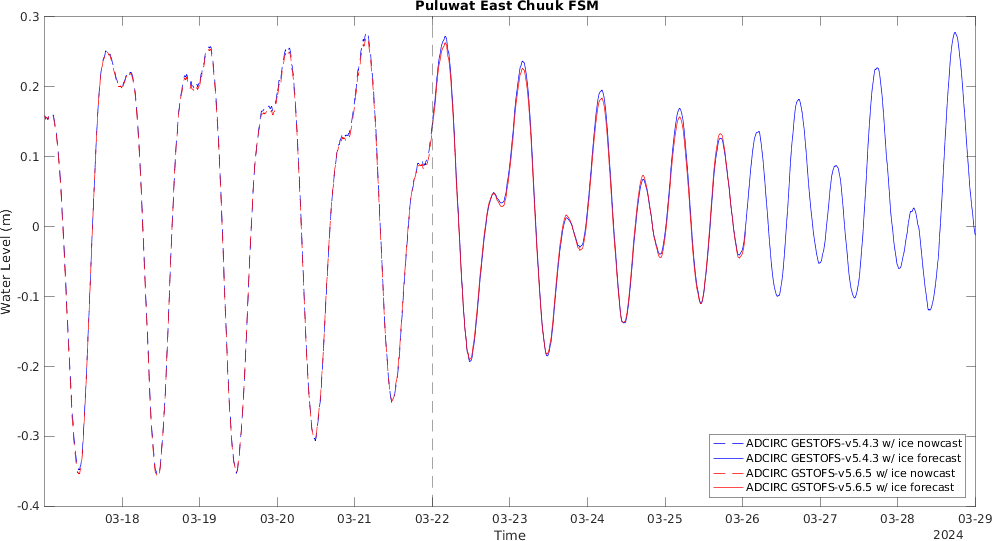 Puluwat East Chuuk FSM
0.3
0.2
0.1
0
-0.1
-0.2
-0.3
-0.4
Water Level (m)
ADCIRC GESTOFS-v5.4.3 w/ ice nowcast
ADCIRC GESTOFS-v5.4.3 w/ ice forecast
ADCIRC GSTOFS-v5.6.5 w/ ice nowcast
ADCIRC GSTOFS-v5.6.5 w/ ice forecast
03-18 03-19 03-20 03-21 03-22 03-23 03-24 03-25 03-26 03-27 03-28 03-29
Time
2024